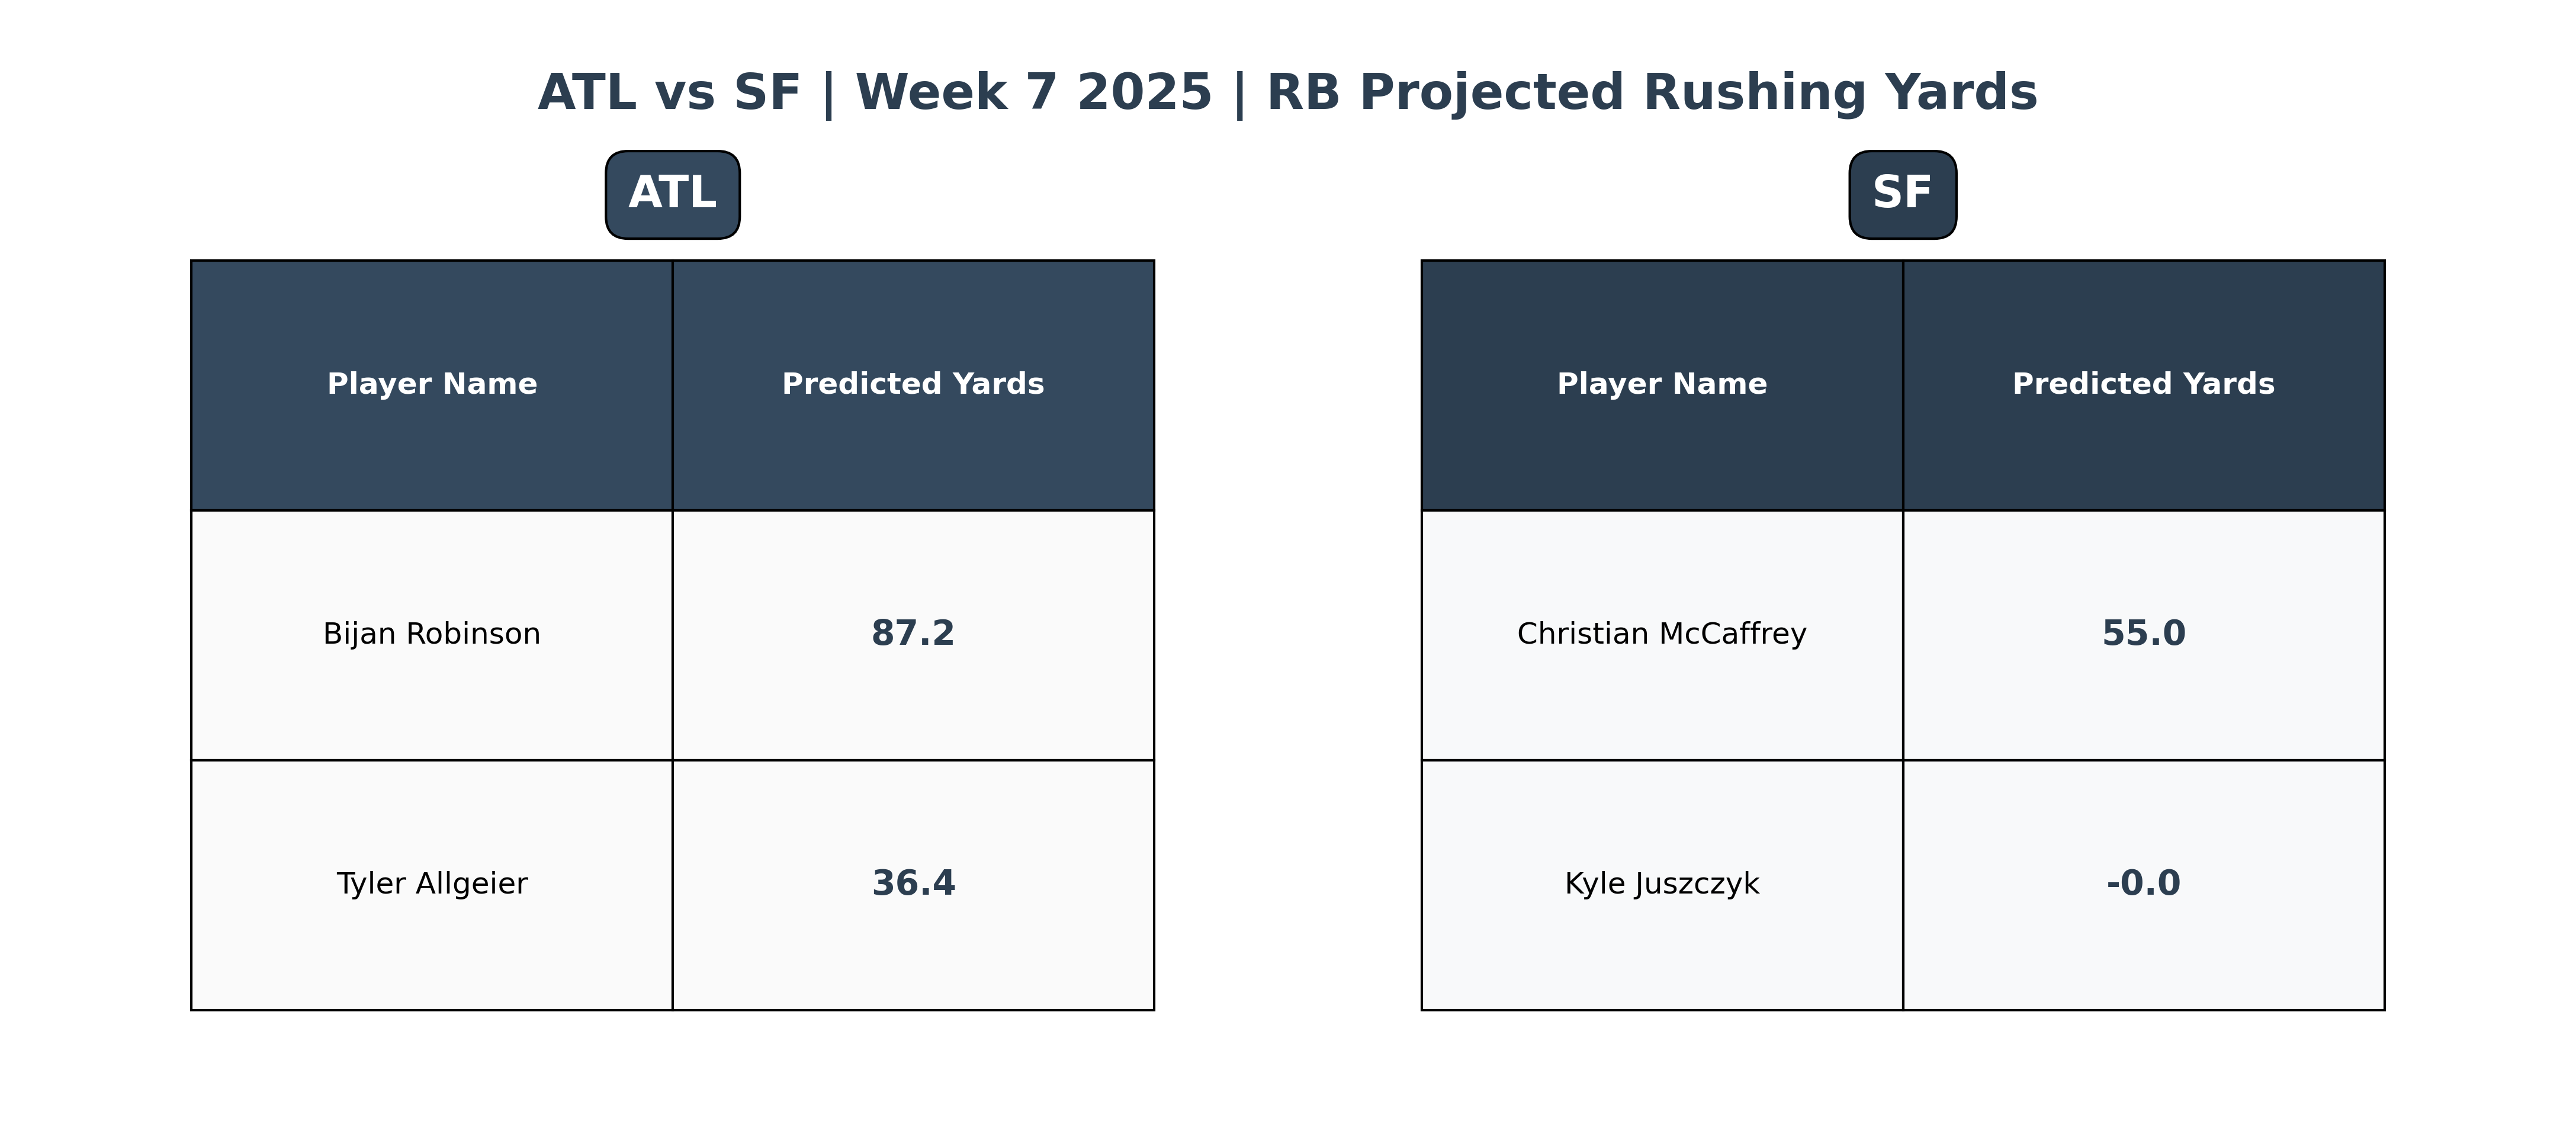 ATL vs SF | Week 7 2025 | RB Projected Rushing Yards
ATL
Player Name Predicted Yards
Bijan Robinson 87.2
Tyler Allgeier 36.4
SF
Player Name Predicted Yards
Christian McCaffrey 55.0
Kyle Juszczyk -0.0